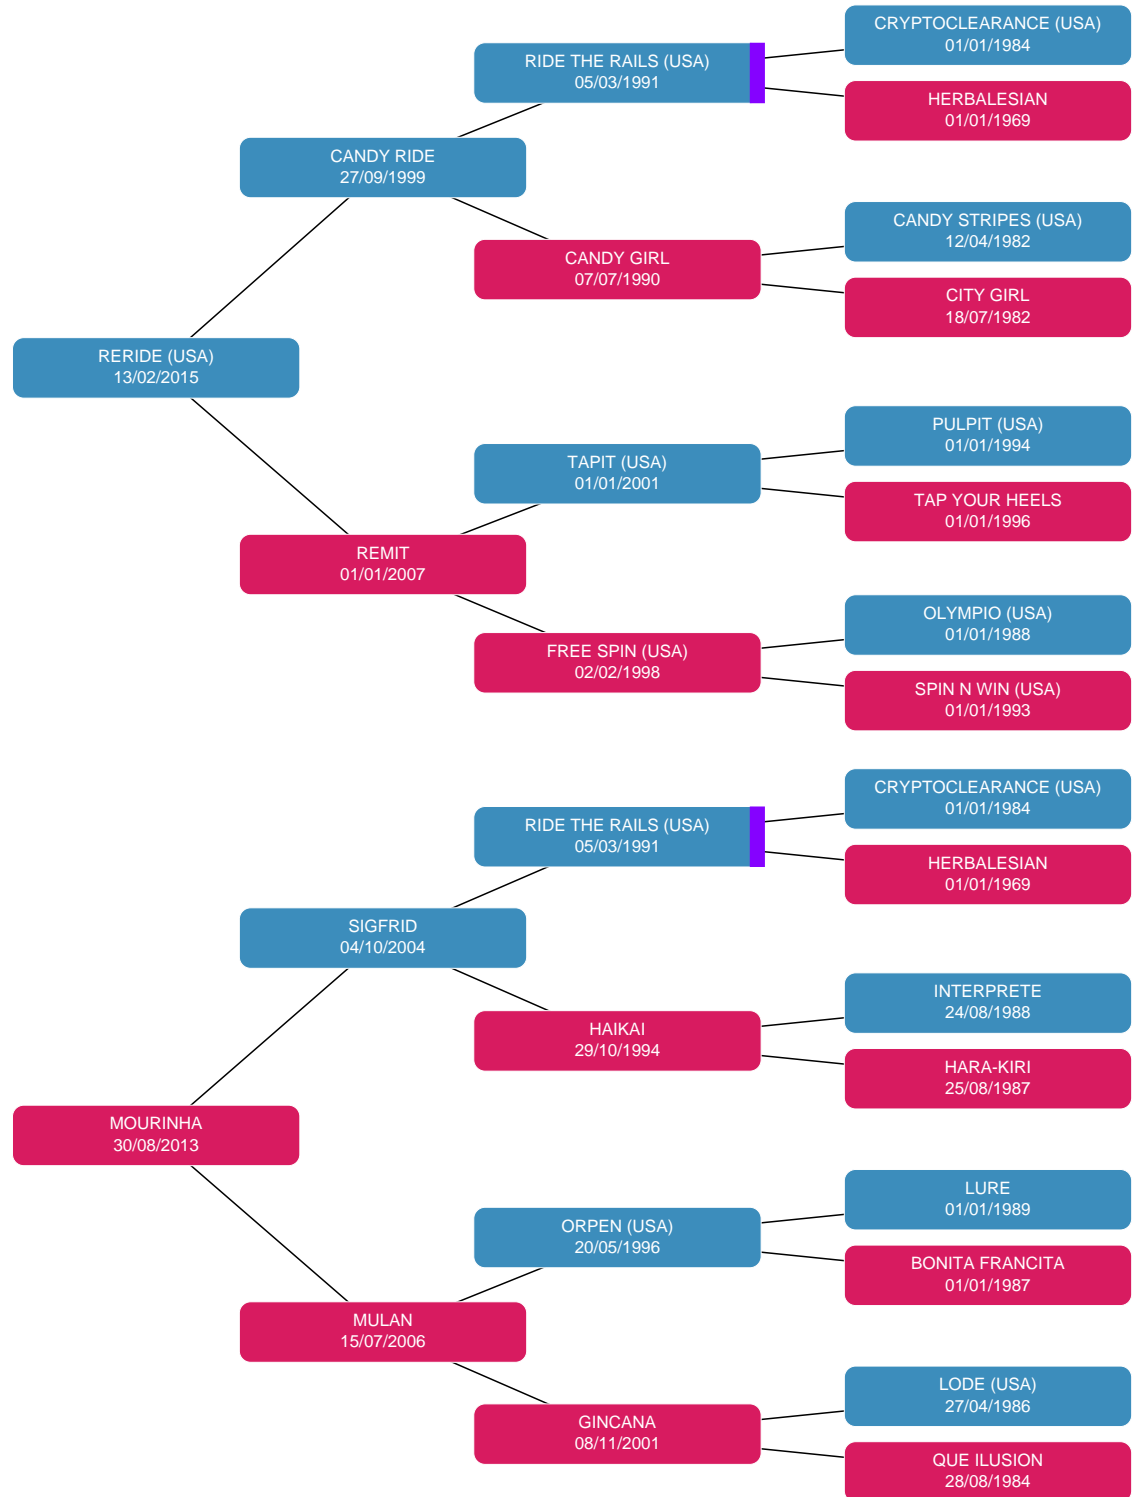 CRYPTOCLEARANCE (USA)
01/01/1984
RIDE THE RAILS (USA)
05/03/1991
HERBALESIAN
01/01/1969
CANDY RIDE
27/09/1999
CANDY STRIPES (USA)
12/04/1982
CANDY GIRL
07/07/1990
CITY GIRL
18/07/1982
RERIDE (USA)
13/02/2015
PULPIT (USA)
01/01/1994
TAPIT (USA)
01/01/2001
TAP YOUR HEELS
01/01/1996
REMIT
01/01/2007
OLYMPIO (USA)
01/01/1988
FREE SPIN (USA)
02/02/1998
SPIN N WIN (USA)
01/01/1993
CRYPTOCLEARANCE (USA)
01/01/1984
RIDE THE RAILS (USA)
05/03/1991
HERBALESIAN
01/01/1969
SIGFRID
04/10/2004
INTERPRETE
24/08/1988
HAIKAI
29/10/1994
HARA-KIRI
25/08/1987
MOURINHA
30/08/2013
LURE
01/01/1989
ORPEN (USA)
20/05/1996
BONITA FRANCITA
01/01/1987
MULAN
15/07/2006
LODE (USA)
27/04/1986
GINCANA
08/11/2001
QUE ILUSION
28/08/1984